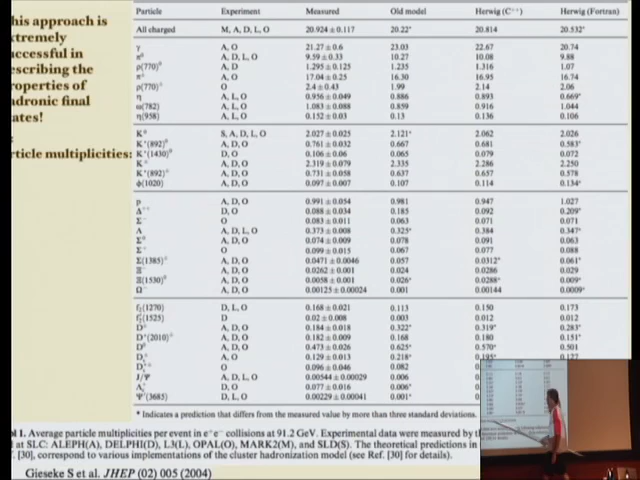 his approach is
xtremely
uccessful in
escribing the
roperties of
adronic final
ates!
rticle multiplicities:
Particle Experiment Measured Old model Herwig (C++) Herwig (Fortran)
All charged M, A, D, L, O 20.924 ± 0.117 20.22* 20.814 20.532*
γ A, O 21.27 ± 0.6 23.03 22.67 20.74
π⁰ A, D, L, O 9.59 ± 0.33 10.27 10.08 9.88
ρ(770)⁰ A, D 1.295 ± 0.125 1.235 1.316 1.07
π± A, O 17.04 ± 0.25 16.30 16.95 16.74
ρ(770)± O 2.4 ± 0.43 1.99 2.14 2.06
η A, L, O 0.956 ± 0.049 0.886 0.893 0.669*
ω(782) A, L, O 1.083 ± 0.088 0.859 0.916 1.044
η(958) A, L, O 0.152 ± 0.03 0.13 0.136 0.106
K⁰ S, A, D, L, O 2.027 ± 0.025 2.121* 2.062 2.026
K*(892)⁰ A, D, O 0.761 ± 0.032 0.667 0.681 0.583*
K*(1430)⁰ D, O 0.106 ± 0.06 0.065 0.079 0.072
K± A, D, O 2.319 ± 0.079 2.335 2.286 2.250
K*(892)± A, D, O 0.731 ± 0.058 0.637 0.657 0.578
φ(1020) A, D, O 0.097 ± 0.007 0.107 0.114 0.134*
p A, D, O 0.991 ± 0.054 0.981 0.947 1.027
Δ++ D, O 0.088 ± 0.034 0.185 0.092 0.209*
Σ⁻ O 0.083 ± 0.011 0.063 0.071 0.071
Λ A, D, L, O 0.373 ± 0.008 0.325* 0.384 0.347*
Σ⁰ A, D, O 0.074 ± 0.009 0.078 0.091 0.063
Σ⁺ O 0.099 ± 0.015 0.067 0.077 0.088
Σ(1385)± A, D, O 0.0471 ± 0.0046 0.057 0.0312* 0.061*
Ξ⁻ A, D, O 0.0262 ± 0.001 0.024 0.0286 0.029
Ξ(1530)⁰ A, D, O 0.0058 ± 0.001 0.026* 0.0288* 0.009*
Ω⁻ A, D, O 0.00125 ± 0.00024 0.001 0.00144 0.0009*
f₂(1270) D, L, O 0.168 ± 0.021 0.113 0.150 0.173
f₂′(1525) D 0.02 ± 0.008 0.003 0.012 0.012
D± A, D, O 0.184 ± 0.018 0.322* 0.319* 0.283*
D*(2010)± A, D, O 0.182 ± 0.009 0.168 0.180 0.151*
D⁰ A, D, O 0.473 ± 0.026 0.625* 0.570* 0.501
A, O 0.129 ± 0.013 0.218* 0.195* 0.127
O 0.096 ± 0.046 0.082
J/Ψ A, D, L, O 0.00544 ± 0.00029 0.006
D, O 0.077 ± 0.016 0.006*
Ψ′(3685) D, L, O 0.00229 ± 0.00041 0.001*
* Indicates a prediction that differs from the measured value by more than three standard deviations.
1. Average particle multiplicities per event in e⁺e⁻ collisions at 91.2 GeV. Experimental data were measured by
at SLC: ALEPH(A), DELPHI(D), L3(L), OPAL(O), MARK2(M), and SLD(S). The theoretical predictions in
[30], correspond to various implementations of the cluster hadronization model (see Ref. [30] for details).
Gieseke S et al. JHEP (02) 005 (2004)